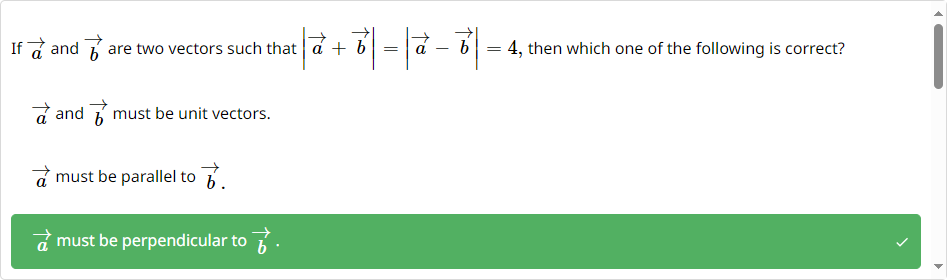 If $\overrightarrow{a}$ and $\overrightarrow{b}$ are two vectors such that $\left|\overrightarrow{a} + \overrightarrow{b}\right| = \left|\overrightarrow{a} - \overrightarrow{b}\right| = 4$, then which one of the following is correct?
$\overrightarrow{a}$ and $\overrightarrow{b}$ must be unit vectors.
$\overrightarrow{a}$ must be parallel to $\overrightarrow{b}$.
$\overrightarrow{a}$ must be perpendicular to $\overrightarrow{b}$.